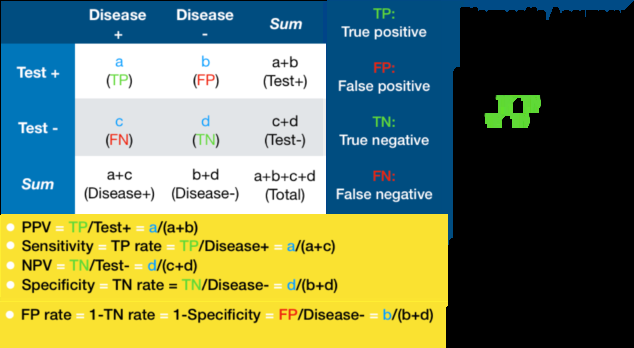 Disease + Disease - Sum
Test + a (TP) b (FP) a+b (Test+)
Test - c (FN) d (TN) c+d (Test-)
Sum a+c (Disease+) b+d (Disease-) a+b+c+d (Total)
TP:
True positive
FP:
False positive
TN:
True negative
FN:
False negative
PPV = TP/Test+ = a/(a+b)
Sensitivity = TP rate = TP/Disease+ = a/(a+c)
NPV = TN/Test- = d/(c+d)
Specificity = TN rate = TN/Disease- = d/(b+d)
FP rate = 1-TN rate = 1-Specificity = FP/Disease- = b/(b+d)